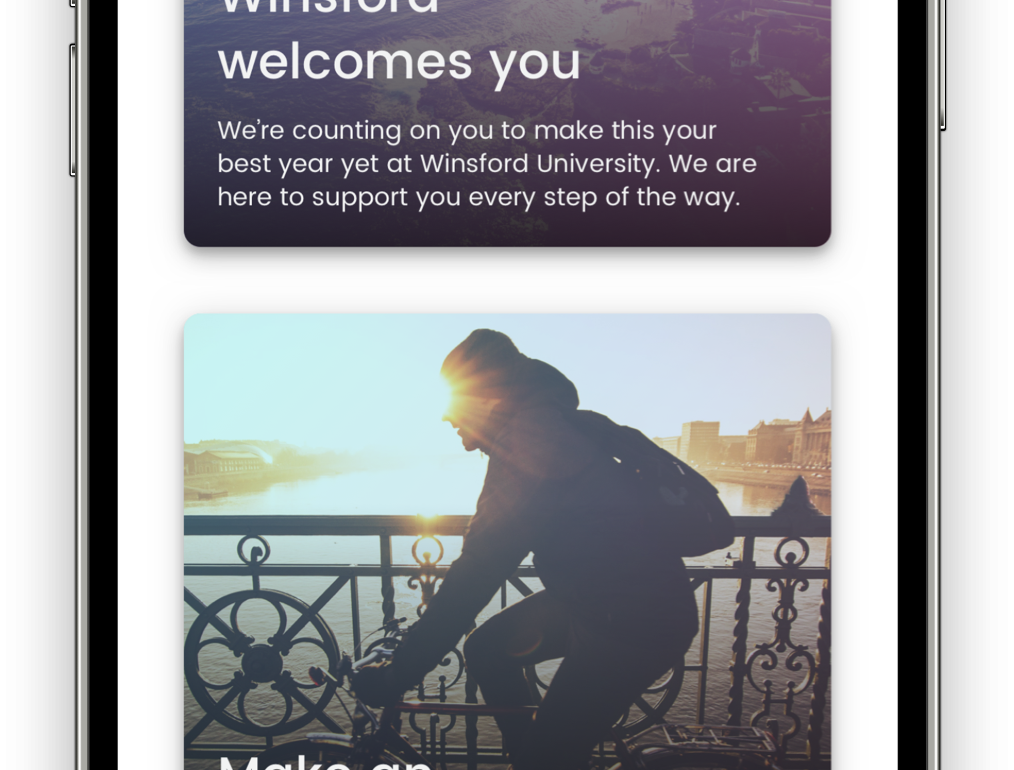 Winsford
welcomes you
We’re counting on you to make this your
best year yet at Winsford University. We are
here to support you every step of the way.
Make an